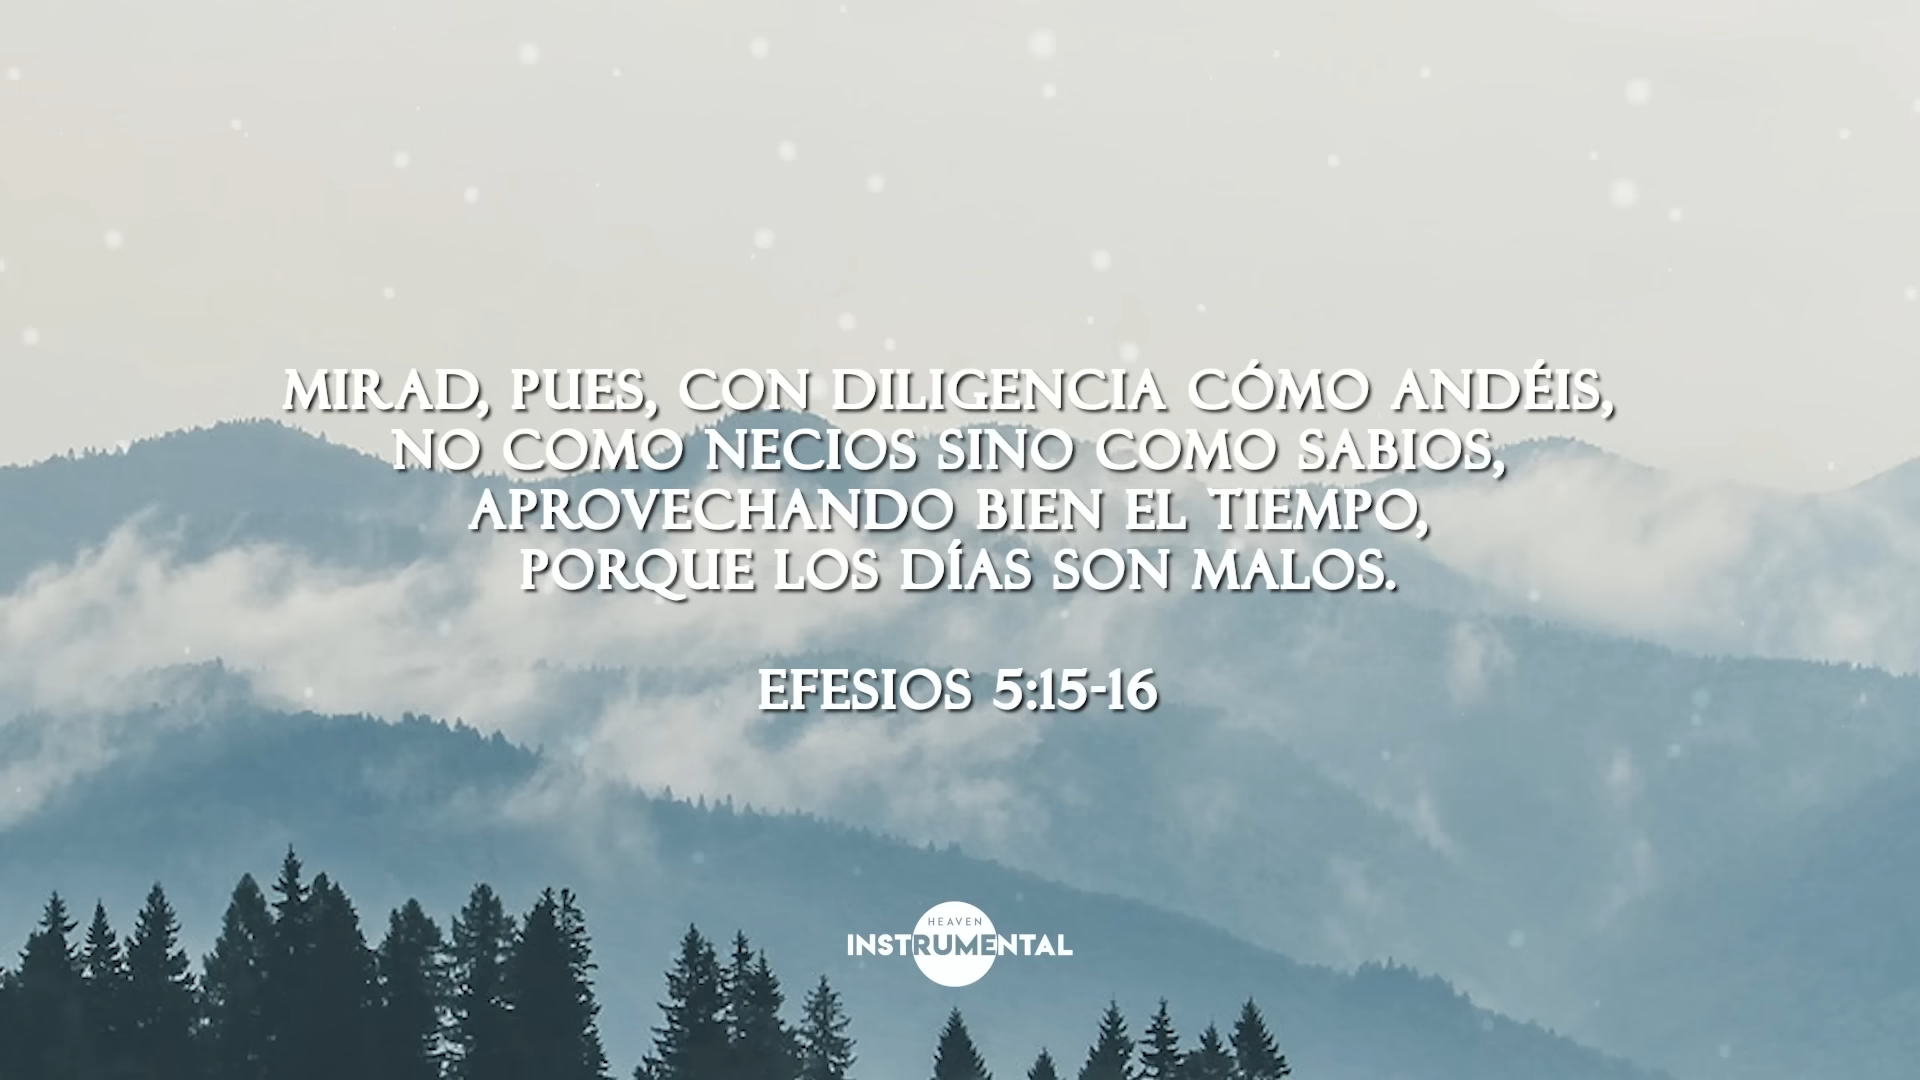 MIRAD, PUES, CON DILIGENCIA CÓMO ANDÉIS,
NO COMO NECIOS SINO COMO SABIOS,
APROVECHANDO BIEN EL TIEMPO,
PORQUE LOS DÍAS SON MALOS.
EFESIOS 5:15-16
HEAVEN
INSTRUMENTAL